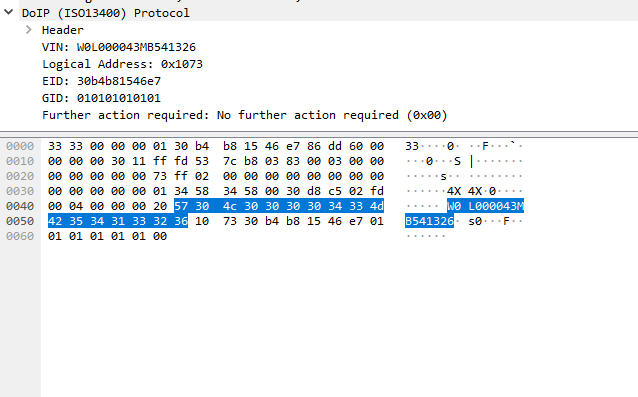 DoIP (ISO13400) Protocol
Header
VIN: W0L000043MB541326
Logical Address: 0x1073
EID: 30b4b81546e7
GID: 010101010101
Further action required: No further action required (0x00)
0000 33 33 00 00 00 01 30 b4 b8 15 46 e7 86 dd 60 00 33····0· ··F···`·
0010 00 00 00 30 11 ff fd 53 7c b8 03 83 00 03 00 00 ···0···S |·······
0020 00 00 00 00 00 73 ff 02 00 00 00 00 00 00 00 00 ·····s·· ········
0030 00 00 00 00 00 01 34 58 34 58 00 30 d8 c5 02 fd ······4X 4X·0····
0040 00 04 00 00 00 20 57 30 4c 30 30 30 30 34 33 4d ····· W0 L000043M
0050 42 35 34 31 33 32 36 10 73 30 b4 b8 15 46 e7 01 B541326· s0···F··
0060 01 01 01 01 01 00 ······